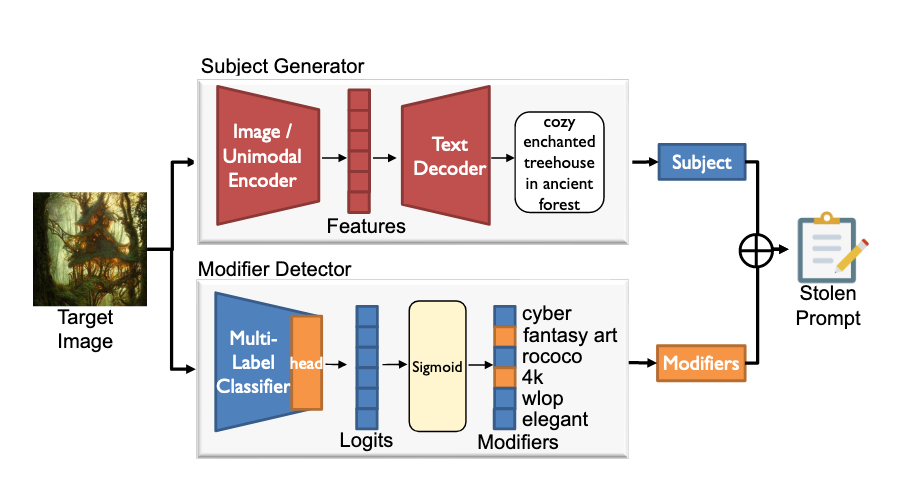 Subject Generator
Image /
Unimodal
Encoder
Features
Text
Decoder
cozy
enchanted
treehouse
in ancient
forest
Subject
Target
Image
Modifier Detector
Multi-
Label
Classifier
head
Logits
Sigmoid
cyber
fantasy art
rococo
4k
wlop
elegant
Modifiers
Modifiers
Stolen
Prompt